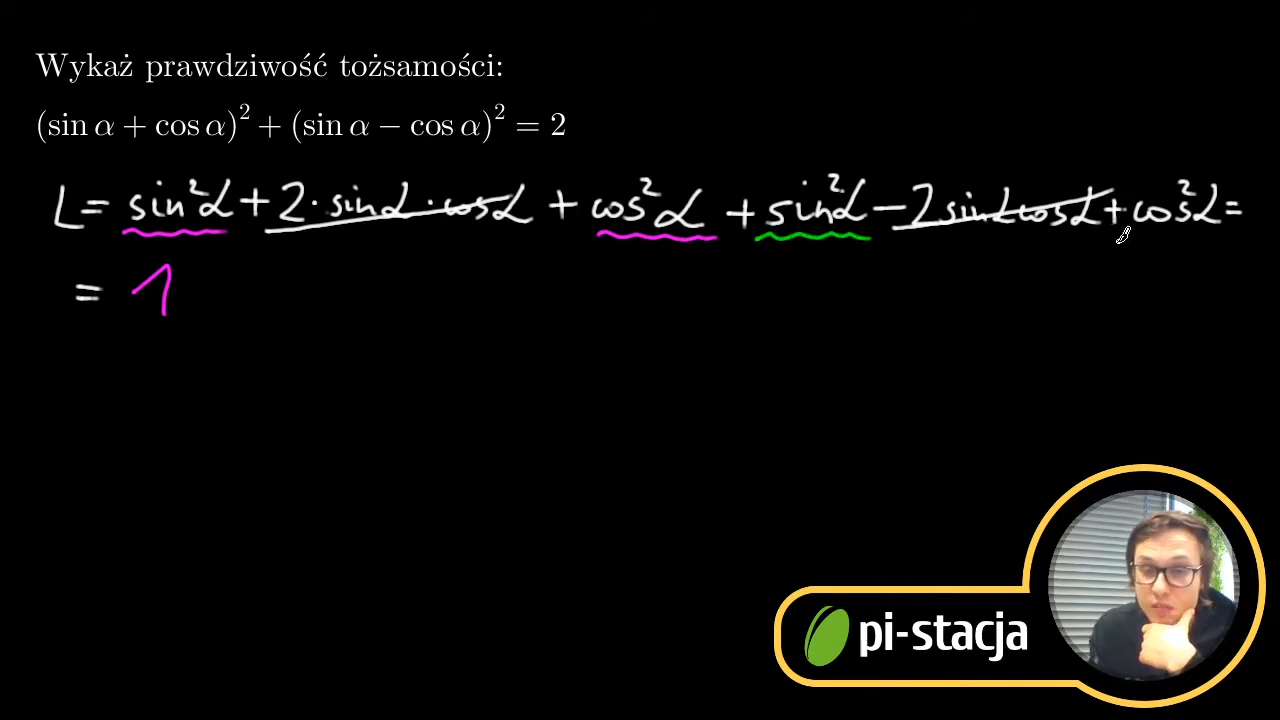 Wykaż prawdziwość tożsamości:
(sin α + cos α)² + (sin α − cos α)² = 2
L = sin²α + 2·sinα·cosα + cos²α + sin²α − 2sinαcosα + cos²α =
= 1
pi-stacja